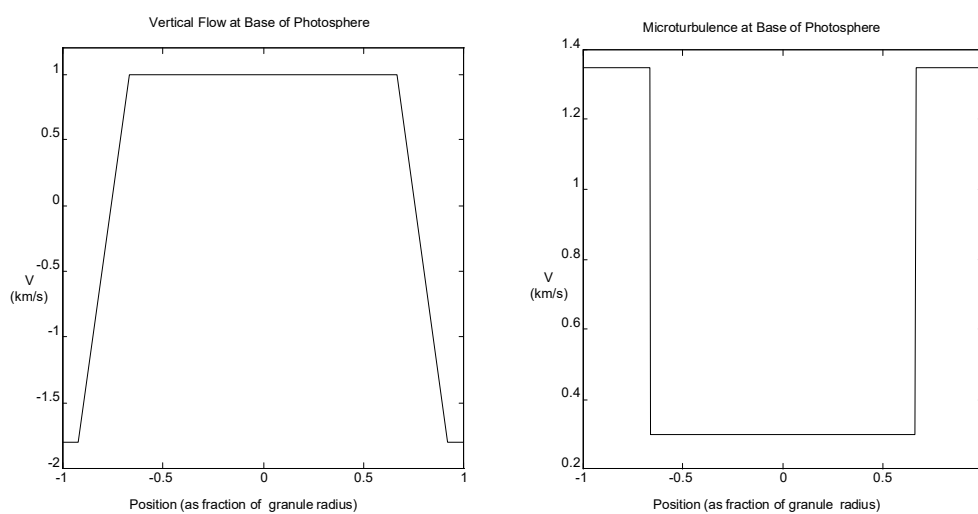 Vertical Flow at Base of Photosphere
1
0.5
0
-0.5
V
(km/s)
-1
-1.5
-2
-1
-0.5
0
0.5
1
Position (as fraction of granule radius)
Microturbulence at Base of Photosphere
1.4
1.2
1
0.8
V
(km/s)
0.6
0.4
0.2
-1
-0.5
0
0.5
Position (as fraction of granule radius)